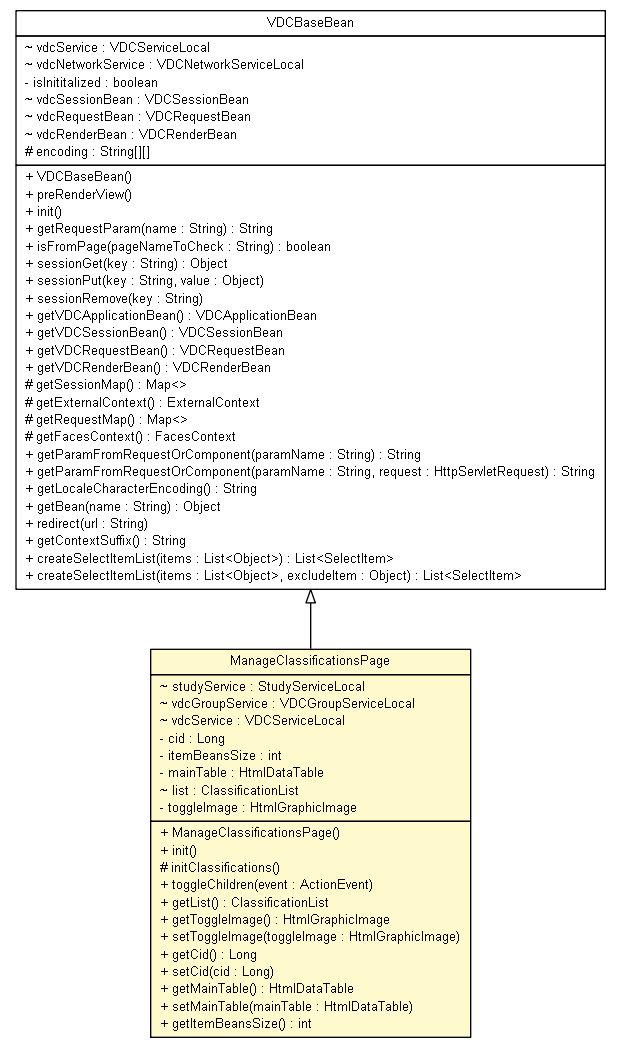 VDCBaseBean
~ vdcService : VDCServiceLocal
~ vdcNetworkService : VDCNetworkServiceLocal
- isInititalized : boolean
~ vdcSessionBean : VDCSessionBean
~ vdcRequestBean : VDCRequestBean
~ vdcRenderBean : VDCRenderBean
# encoding : String[][]
+ VDCBaseBean()
+ preRenderView()
+ init()
+ getRequestParam(name : String) : String
+ isFromPage(pageNameToCheck : String) : boolean
+ sessionGet(key : String) : Object
+ sessionPut(key : String, value : Object)
+ sessionRemove(key : String)
+ getVDCApplicationBean() : VDCApplicationBean
+ getVDCSessionBean() : VDCSessionBean
+ getVDCRequestBean() : VDCRequestBean
+ getVDCRenderBean() : VDCRenderBean
# getSessionMap() : Map<>
# getExternalContext() : ExternalContext
# getRequestMap() : Map<>
# getFacesContext() : FacesContext
+ getParamFromRequestOrComponent(paramName : String) : String
+ getParamFromRequestOrComponent(paramName : String, request : HttpServletRequest) : String
+ getLocaleCharacterEncoding() : String
+ getBean(name : String) : Object
+ redirect(url : String)
+ getContextSuffix() : String
+ createSelectItemList(items : List<Object>) : List<SelectItem>
+ createSelectItemList(items : List<Object>, excludeItem : Object) : List<SelectItem>
ManageClassificationsPage
~ studyService : StudyServiceLocal
~ vdcGroupService : VDCGroupServiceLocal
~ vdcService : VDCServiceLocal
- cid : Long
- itemBeansSize : int
- mainTable : HtmlDataTable
~ list : ClassificationList
- toggleImage : HtmlGraphicImage
+ ManageClassificationsPage()
+ init()
# initClassifications()
+ toggleChildren(event : ActionEvent)
+ getList() : ClassificationList
+ getToggleImage() : HtmlGraphicImage
+ setToggleImage(toggleImage : HtmlGraphicImage)
+ getCid() : Long
+ setCid(cid : Long)
+ getMainTable() : HtmlDataTable
+ setMainTable(mainTable : HtmlDataTable)
+ getItemBeansSize() : int